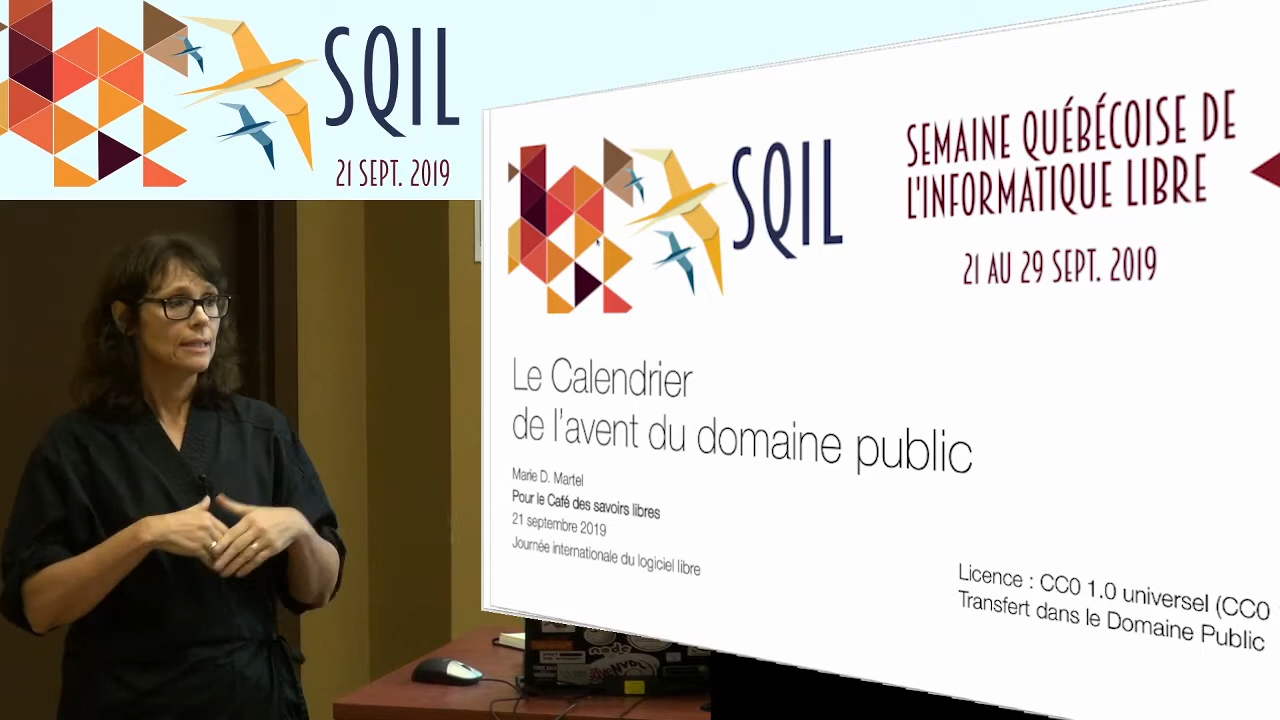 SQIL
21 SEPT. 2019
SQIL
SEMAINE QUÉBÉCOISE DE
L'INFORMATIQUE LIBRE
21 AU 29 SEPT. 2019
Le Calendrier
de l'avent du domaine public
Marie D. Martel
Pour le Café des savoirs libres
21 septembre 2019
Journée internationale du logiciel libre
Licence : CC0 1.0 universel (CC0
Transfert dans le Domaine Public
node